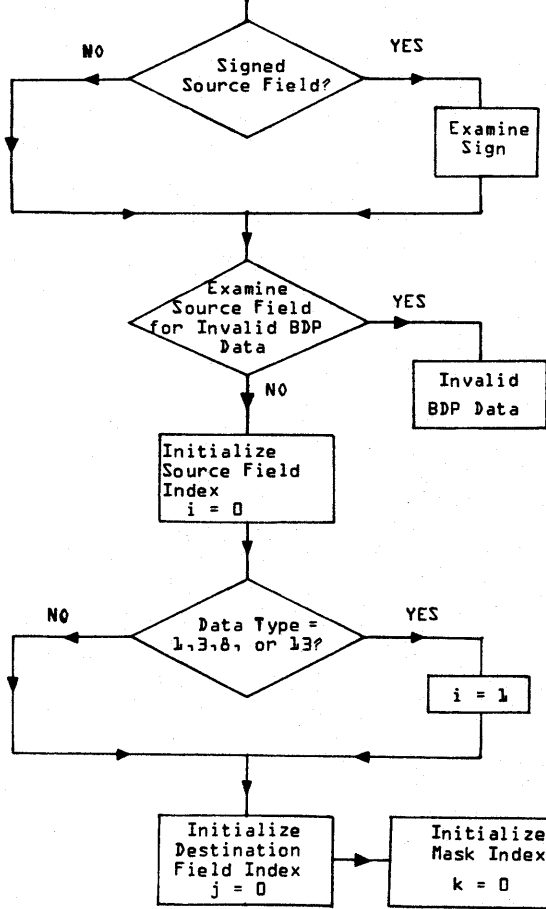 NO
YES
Signed
Source Field?
Examine
Sign
Examine
Source Field
for Invalid BDP
Data
YES
NO
Invalid
BDP Data
Initialize
Source Field
Index
i = 0
NO
Data Type =
1,3,8, or 13?
YES
i = 1
Initialize
Destination
Field Index
j = 0
Initialize
Mask Index
k = 0